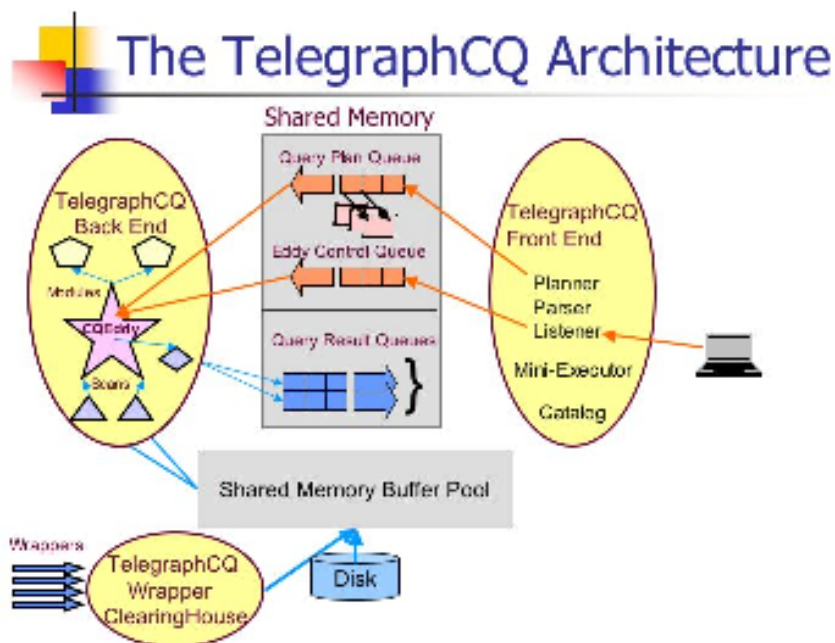 The TelegraphCQ Architecture
Shared Memory
Query Plan Queue
TelegraphCQ
Back End
Modules
CQEddy
Scans
Eddy Control Queue
Query Result Queues
}
TelegraphCQ
Front End
Planner
Parser
Listener
Mini-Executor
Catalog
Shared Memory Buffer Pool
Wrappers
TelegraphCQ
Wrapper
ClearingHouse
Disk